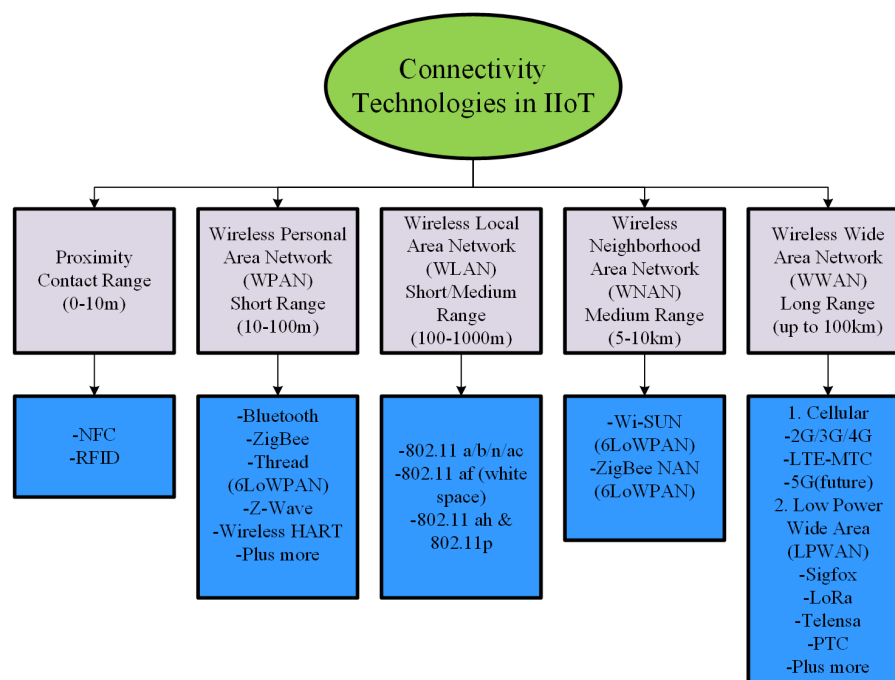 Connectivity
Technologies in IIoT
Proximity
Contact Range
(0-10m)
Wireless Personal
Area Network
(WPAN)
Short Range
(10-100m)
Wireless Local
Area Network
(WLAN)
Short/Medium
Range
(100-1000m)
Wireless
Neighborhood
Area Network
(WNAN)
Medium Range
(5-10km)
Wireless Wide
Area Network
(WWAN)
Long Range
(up to 100km)
-NFC
-RFID
-Bluetooth
-ZigBee
-Thread
(6LoWPAN)
-Z-Wave
-Wireless HART
-Plus more
-802.11 a/b/n/ac
-802.11 af (white
space)
-802.11 ah &
802.11p
-Wi-SUN
(6LoWPAN)
-ZigBee NAN
(6LoWPAN)
1. Cellular
-2G/3G/4G
-LTE-MTC
-5G(future)
2. Low Power
Wide Area
(LPWAN)
-Sigfox
-LoRa
-Telensa
-PTC
-Plus more